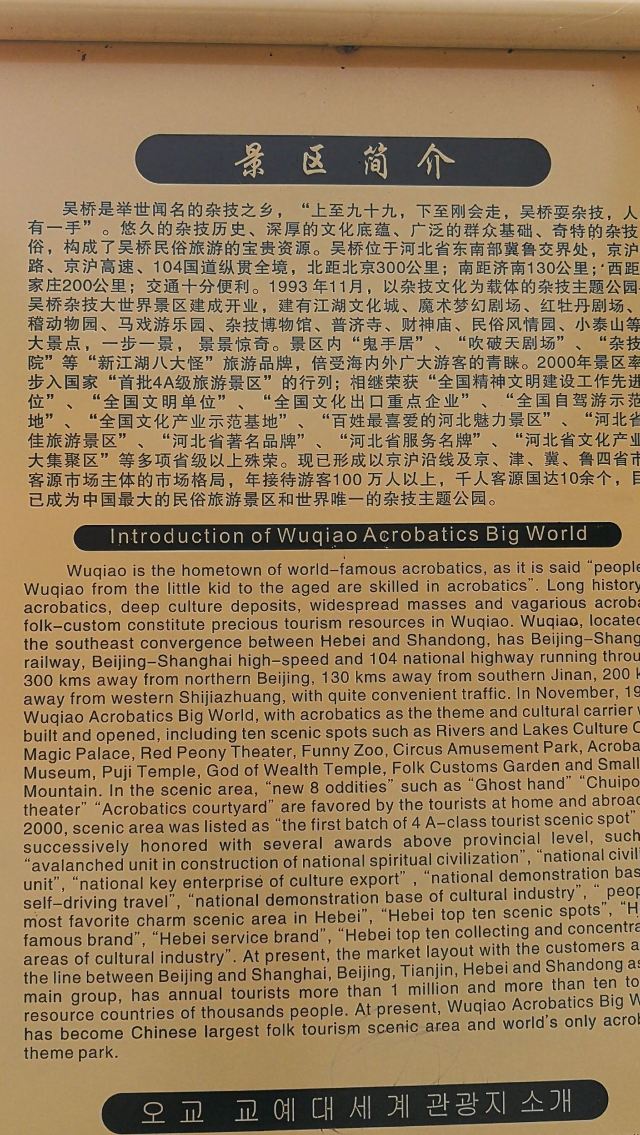 景区简介
吴桥是举世闻名的杂技之乡，“上至九十九，下至刚会走，吴桥耍杂技，人
有一手”。悠久的杂技历史、深厚的文化底蕴、广泛的群众基础、奇特的杂技
俗，构成了吴桥民俗旅游的宝贵资源。吴桥位于河北省东南部冀鲁交界处，京沪
路、京沪高速、104国道纵贯全境，北距北京300公里；南距济南130公里；西距
家庄200公里；交通十分便利。1993年11月，以杂技文化为载体的杂技主题公园
吴桥杂技大世界景区建成开业，建有江湖文化城、魔术梦幻剧场、红牡丹剧场、
稽动物园、马戏游乐园、杂技博物馆、普济寺、财神庙、民俗风情园、小泰山等
大景点，一步一景，景景惊奇。景区内“鬼手居”、“吹破天剧场”、“杂技
院”等“新江湖八大怪”旅游品牌，倍受海内外广大游客的青睐。2000年景区率
步入国家“首批4A级旅游景区”的行列；相继荣获“全国精神文明建设工作先进
位”、“全国文明单位”、“全国文化出口重点企业”、“全国自驾游示范
地”、“全国文化产业示范基地”、“百姓最喜爱的河北魅力景区”、“河北省
佳旅游景区”、“河北省著名品牌”、“河北省服务名牌”、“河北省文化产业
大集聚区”等多项省级以上殊荣。现已形成以京沪沿线及京、津、冀、鲁四省市
客源市场主体的市场格局，年接待游客100万人以上，千人客源国达10余个，目
已成为中国最大的民俗旅游景区和世界唯一的杂技主题公园。
Introduction of Wuqiao Acrobatics Big World
Wuqiao is the hometown of world-famous acrobatics, as it is said “people
Wuqiao from the little kid to the aged are skilled in acrobatics”. Long history
acrobatics, deep culture deposits, widespread masses and vagarious acrob
folk-custom constitute precious tourism resources in Wuqiao. Wuqiao, locate
the southeast convergence between Hebei and Shandong, has Beijing-Shang
railway, Beijing-Shanghai high-speed and 104 national highway running throu
300 kms away from northern Beijing, 130 kms away from southern Jinan, 200 k
away from western Shijiazhuang, with quite convenient traffic. In November, 19
Wuqiao Acrobatics Big World, with acrobatics as the theme and cultural carrier
built and opened, including ten scenic spots such as Rivers and Lakes Culture C
Magic Palace, Red Peony Theater, Funny Zoo, Circus Amusement Park, Acroba
Museum, Puji Temple, God of Wealth Temple, Folk Customs Garden and Small
Mountain. In the scenic area, “new 8 oddities” such as “Ghost hand” “Chuipo
theater” “Acrobatics courtyard” are favored by the tourists at home and abroad
2000, scenic area was listed as “the first batch of 4 A-class tourist scenic spot”
successively honored with several awards above provincial level, such
“avalanched unit in construction of national spiritual civilization”, “national civil
unit”, “national key enterprise of culture export” , “national demonstration bas
self-driving travel”, “national demonstration base of cultural industry”, “ peop
most favorite charm scenic area in Hebei”, “Hebei top ten scenic spots”, “H
famous brand”, “Hebei service brand”, “Hebei top ten collecting and concentra
areas of cultural industry”. At present, the market layout with the customers a
the line between Beijing and Shanghai, Beijing, Tianjin, Hebei and Shandong as
main group, has annual tourists more than 1 million and more than ten to
resource countries of thousands people. At present, Wuqiao Acrobatics Big W
has become Chinese largest folk tourism scenic area and world's only acrob
theme park.
오교 교예대세계 관광지 소개